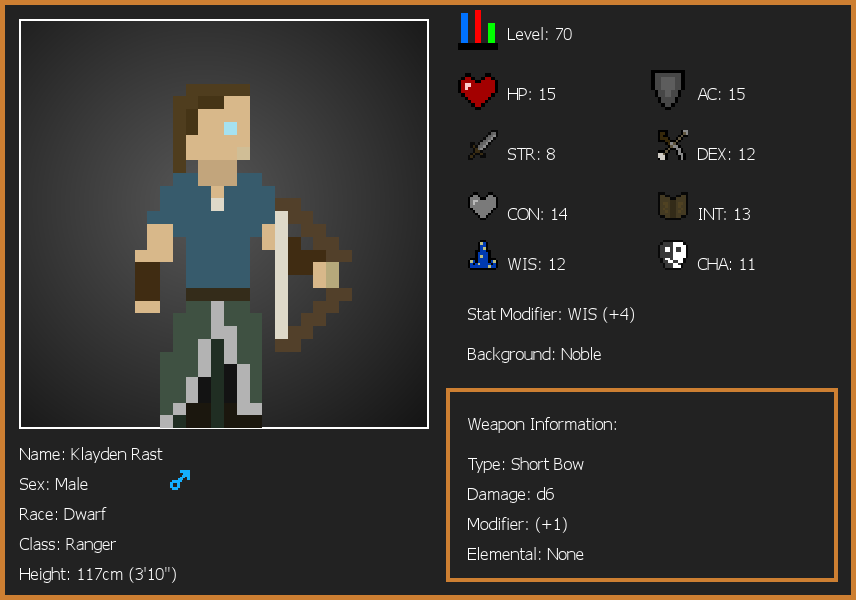 Level: 70
HP: 15
AC: 15
STR: 8
DEX: 12
CON: 14
INT: 13
WIS: 12
CHA: 11
Stat Modifier: WIS (+4)
Background: Noble
Weapon Information:
Type: Short Bow
Damage: d6
Modifier: (+1)
Elemental: None
Name: Klayden Rast
Sex: Male
Race: Dwarf
Class: Ranger
Height: 117cm (3'10")